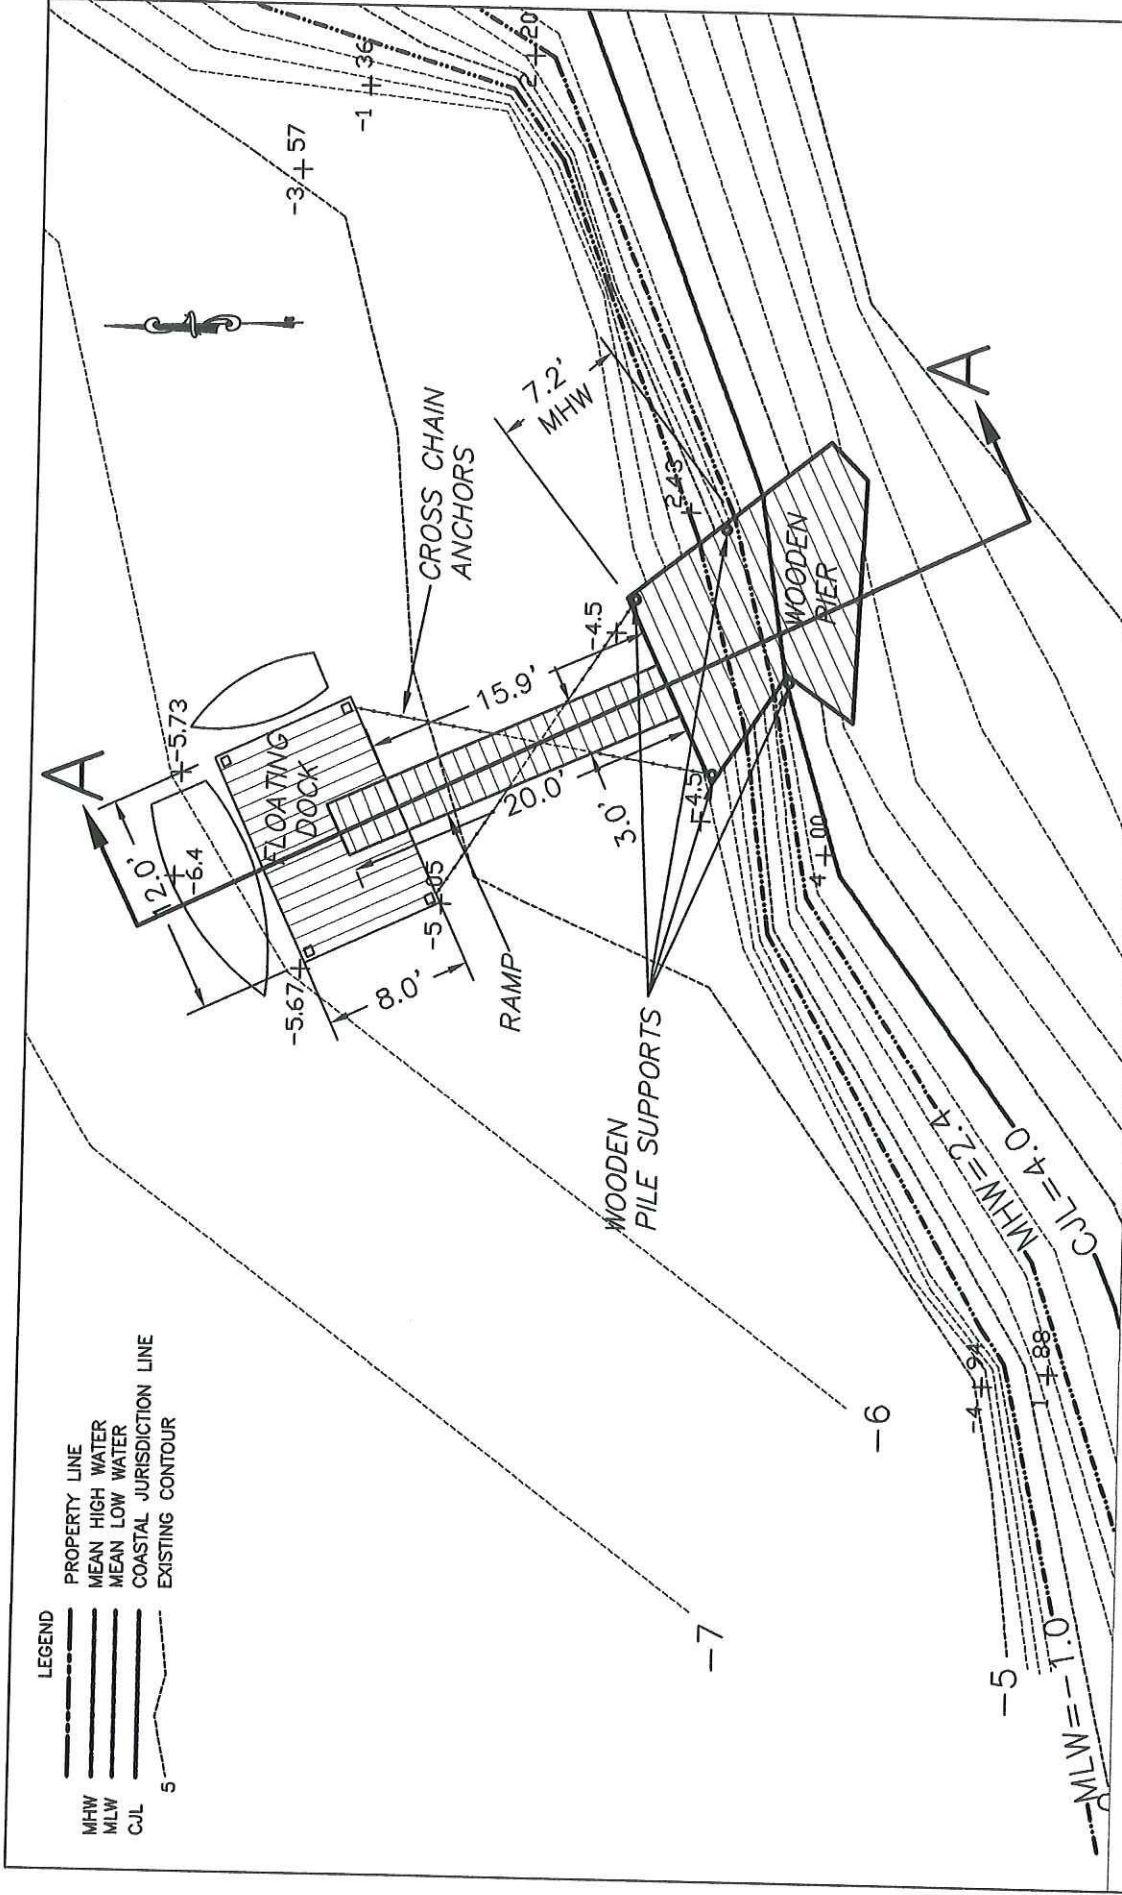 LEGEND
PROPERTY LINE
MHW MEAN HIGH WATER
MLW MEAN LOW WATER
CJL COASTAL JURISDICTION LINE
5 EXISTING CONTOUR
A
12.0'
-6.4
-5.73
FLOATING
DOCK
-5.67
8.0'
-5 05
RAMP
CROSS CHAIN
ANCHORS
15.9'
20.0'
3.0'
-4.5
-4.5
7.2'
MHW
2.43
WOODEN
PILE SUPPORTS
WOODEN
PIER
A
-3 57
-1 36
2 20
4 00
-4 94
1 88
-7
-6
-5
MLW=-1.0
0
MHW=2.4
CJL=4.0